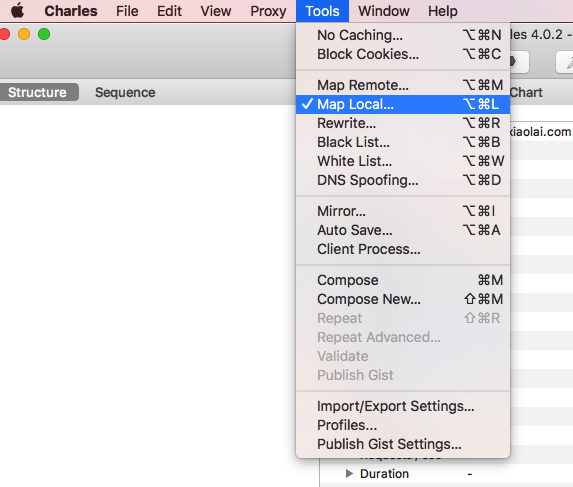 Charles File Edit View Proxy Tools Window Help
No Caching... ⌥⌘N
les 4.0.2 -
Block Cookies... ⌥⌘C
Map Remote... ⌥⌘M
Structure Sequence
Chart
✓ Map Local... ⌥⌘L
Rewrite... ⌥⌘R
xiaolai.com
Black List... ⌥⌘B
White List... ⌥⌘W
DNS Spoofing... ⌥⌘D
Mirror... ⌥⌘I
Auto Save... ⌥⌘A
Client Process...
Compose ⌘M
Compose New... ⇧⌘M
Repeat ⇧⌘R
Repeat Advanced...
Validate
Publish Gist
Import/Export Settings...
Profiles...
Publish Gist Settings...
Duration -